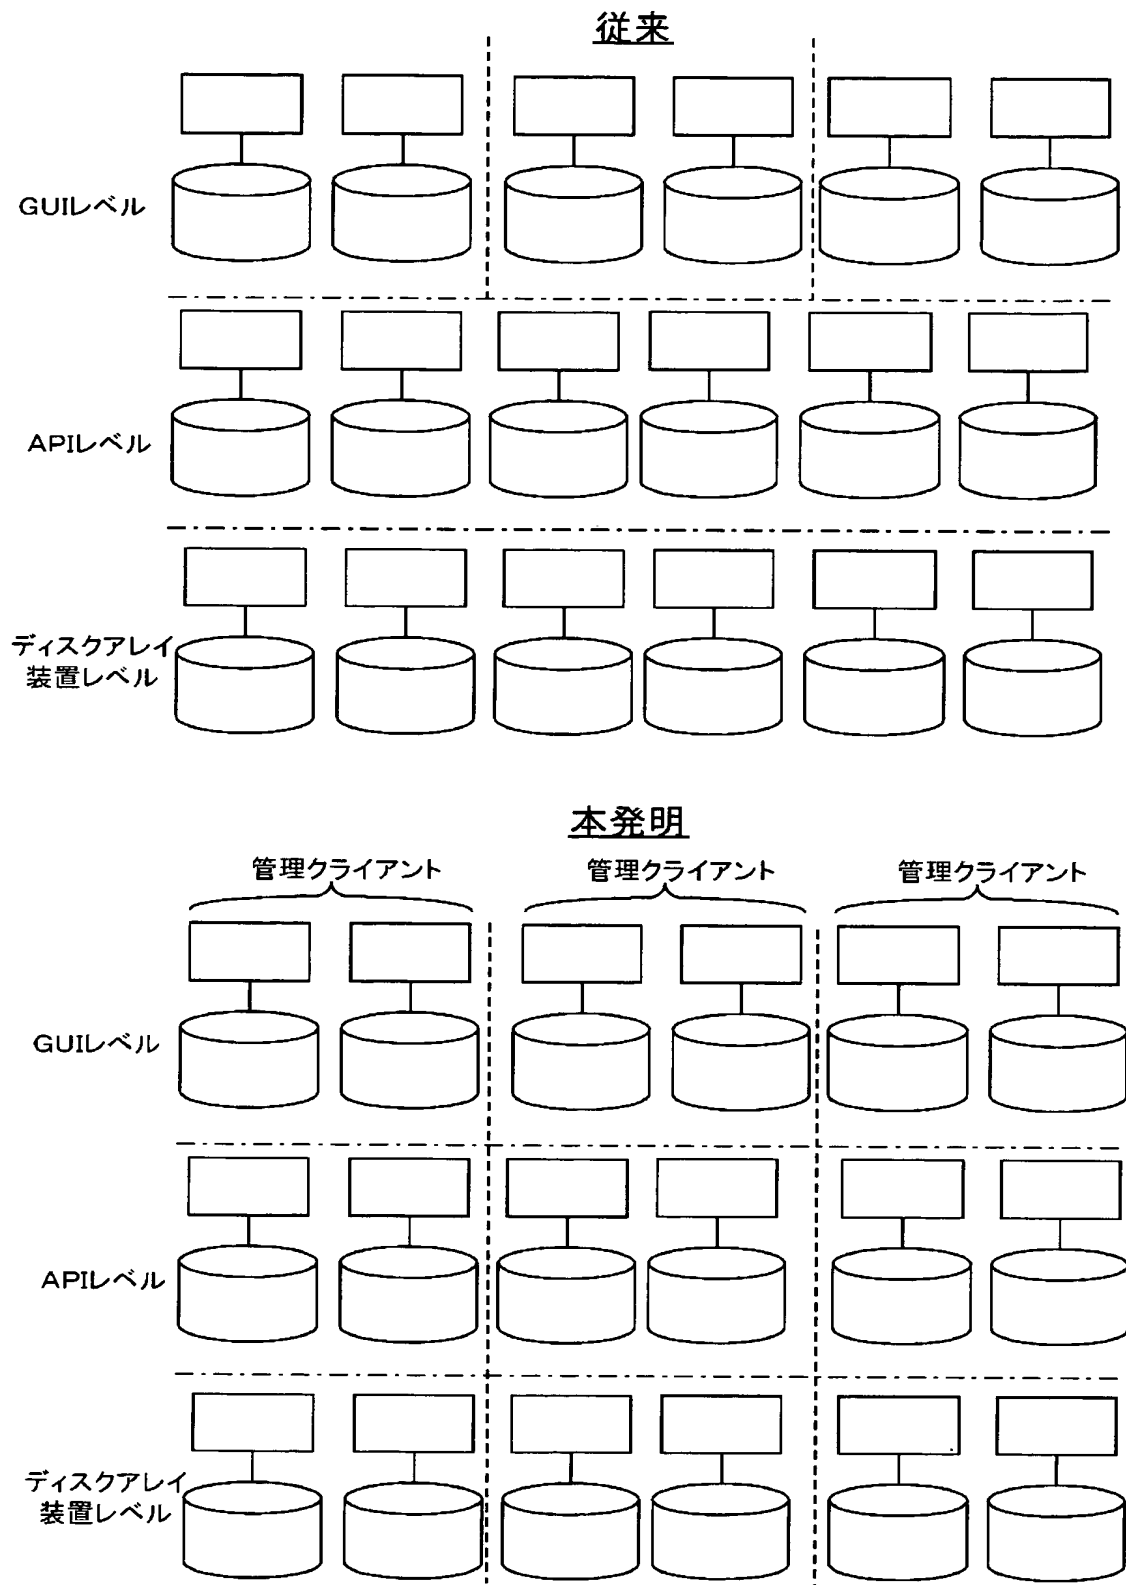 従来
GUIレベル
APIレベル
ディスクアレイ
装置レベル
本発明
管理クライアント 管理クライアント 管理クライアント
GUIレベル
APIレベル
ディスクアレイ
装置レベル